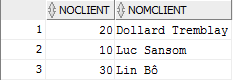 NOCLIENT NOMCLIENT
1 20 Dollard Tremblay
2 10 Luc Sansom
3 30 Lin Bô